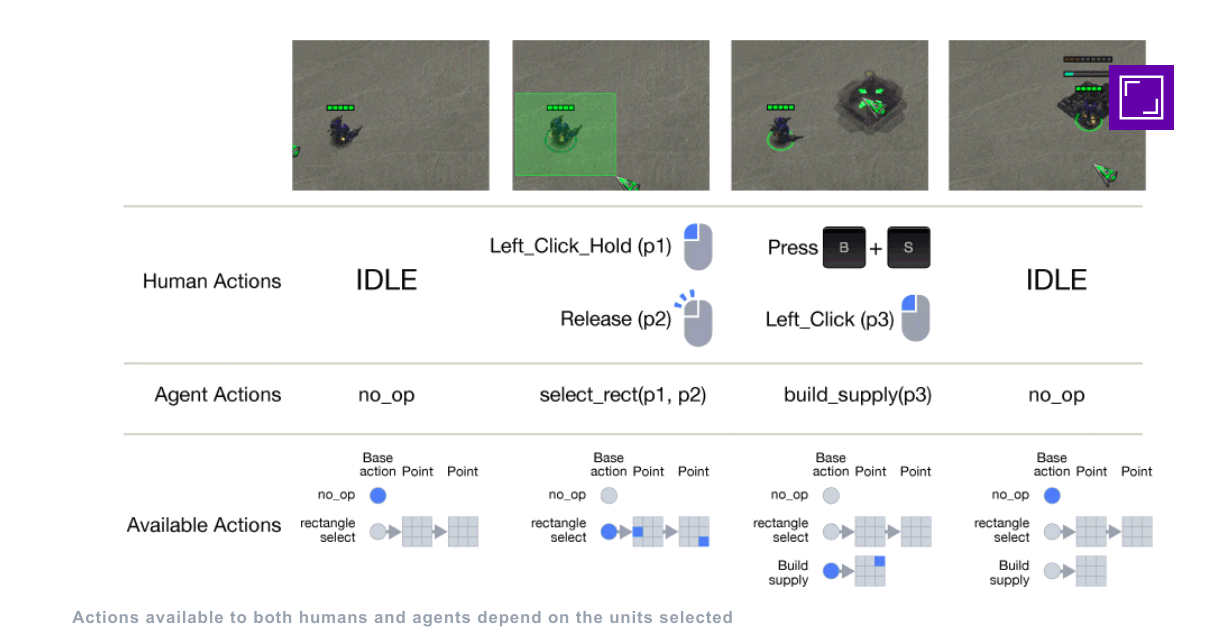 Human Actions
IDLE
Left_Click_Hold (p1)
Release (p2)
Press B + S
Left_Click (p3)
IDLE
Agent Actions
no_op
select_rect(p1, p2)
build_supply(p3)
no_op
Available Actions
Base
action Point Point
no_op
rectangle
select
Base
action Point Point
no_op
rectangle
select
Base
action Point Point
no_op
rectangle
select
Build
supply
Base
action Point Point
no_op
rectangle
select
Build
supply
Actions available to both humans and agents depend on the units selected